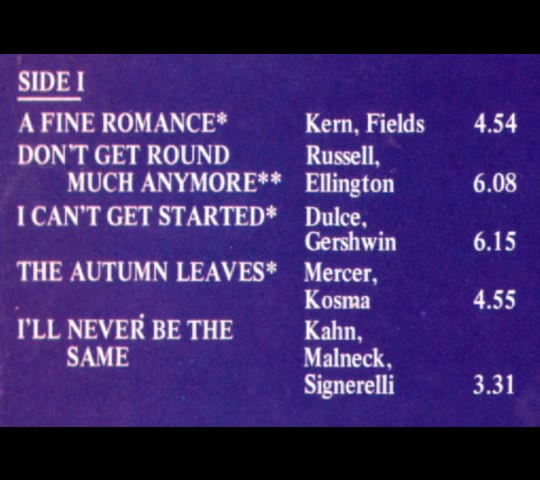 SIDE I
A FINE ROMANCE* Kern, Fields 4.54
DON'T GET ROUND Russell,
MUCH ANYMORE** Ellington 6.08
I CAN'T GET STARTED* Dulce,
Gershwin 6.15
THE AUTUMN LEAVES* Mercer,
Kosma 4.55
I'LL NEVER BE THE Kahn,
SAME Malneck,
Signerelli 3.31